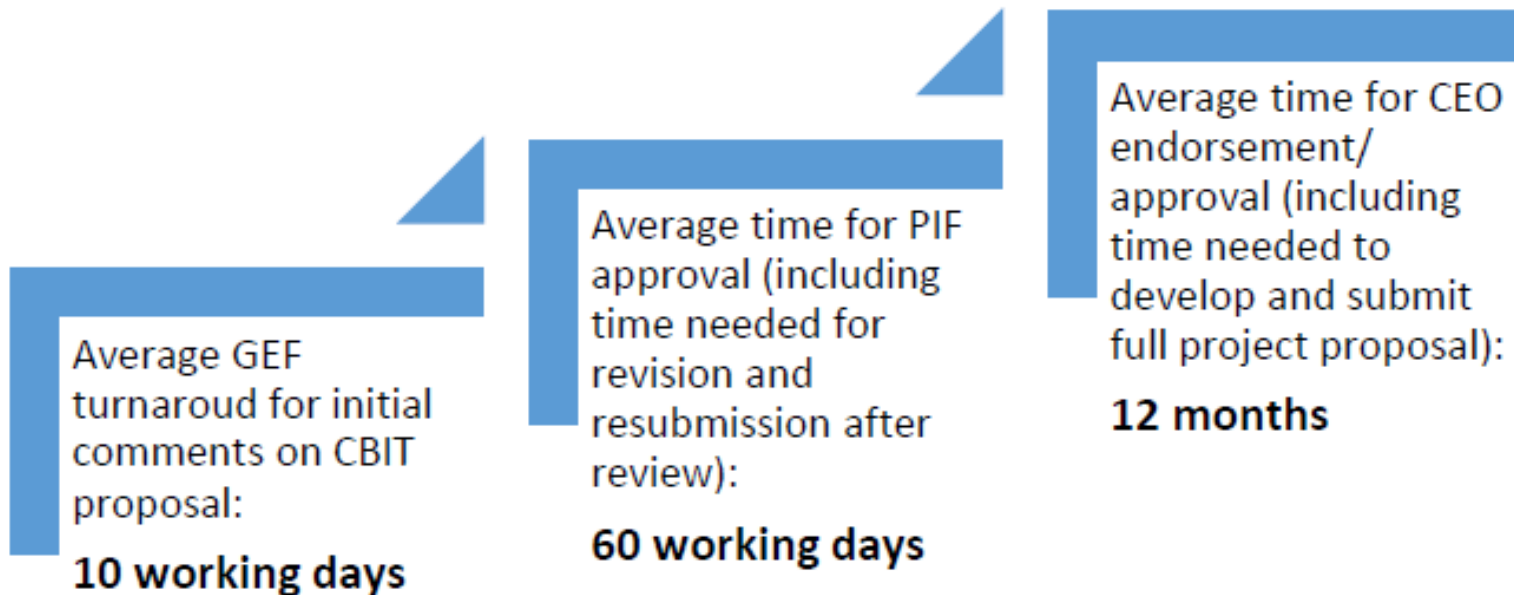 Average GEF
turnaroud for initial
comments on CBIT
proposal:
10 working days
Average time for PIF
approval (including
time needed for
revision and
resubmission after
review):
60 working days
Average time for CEO
endorsement/
approval (including
time needed to
develop and submit
full project proposal):
12 months